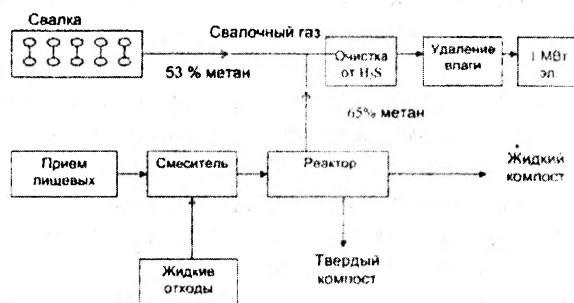 Свалка
Свалочный газ
53 % метан
Очистка
от H₂S
Удаление
влаги
1 МВт
эл.
65% метан
Прием
пищевых
Смеситель
Реактор
Жидкий
компост
Твердый
компост
Жидкие
отходы